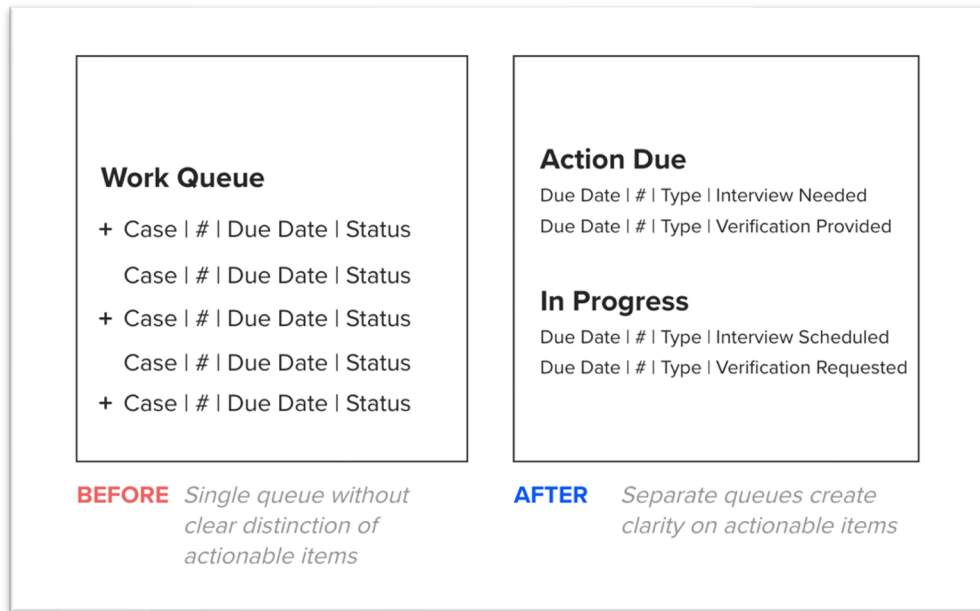 Work Queue
+ Case | # | Due Date | Status
Case | # | Due Date | Status
+ Case | # | Due Date | Status
Case | # | Due Date | Status
+ Case | # | Due Date | Status
BEFORE Single queue without
clear distinction of
actionable items
Action Due
Due Date | # | Type | Interview Needed
Due Date | # | Type | Verification Provided
In Progress
Due Date | # | Type | Interview Scheduled
Due Date | # | Type | Verification Requested
AFTER Separate queues create
clarity on actionable items